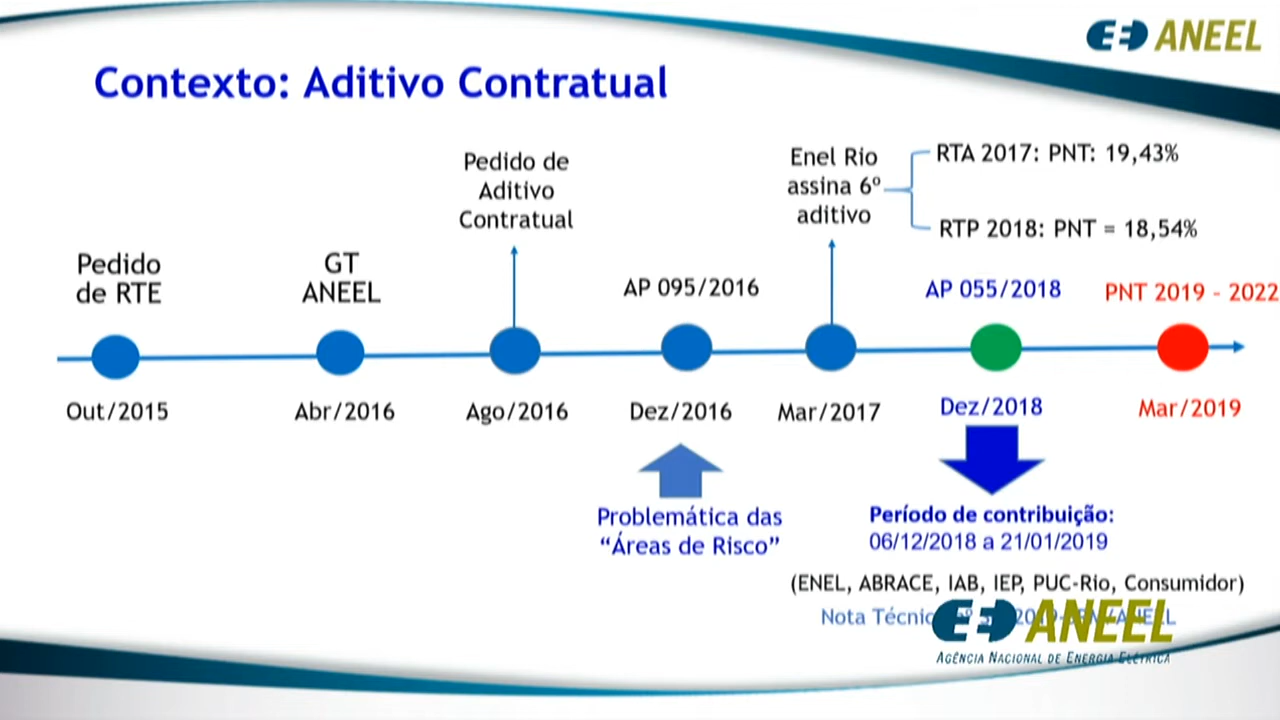 ANEEL
Contexto: Aditivo Contratual
Pedido de
Aditivo
Contratual
Enel Rio
assina 6º
aditivo
RTA 2017: PNT: 19,43%
RTP 2018: PNT = 18,54%
Pedido
de RTE
GT
ANEEL
AP 095/2016
AP 055/2018
PNT 2019 - 2022
Out/2015
Abr/2016
Ago/2016
Dez/2016
Mar/2017
Dez/2018
Mar/2019
Problemática das
“Áreas de Risco”
Período de contribuição:
06/12/2018 a 21/01/2019
(ENEL, ABRACE, IAB, IEP, PUC-Rio, Consumidor)
Nota
ANEEL
AGÊNCIA NACIONAL DE ENERGIA ELÉTRICA